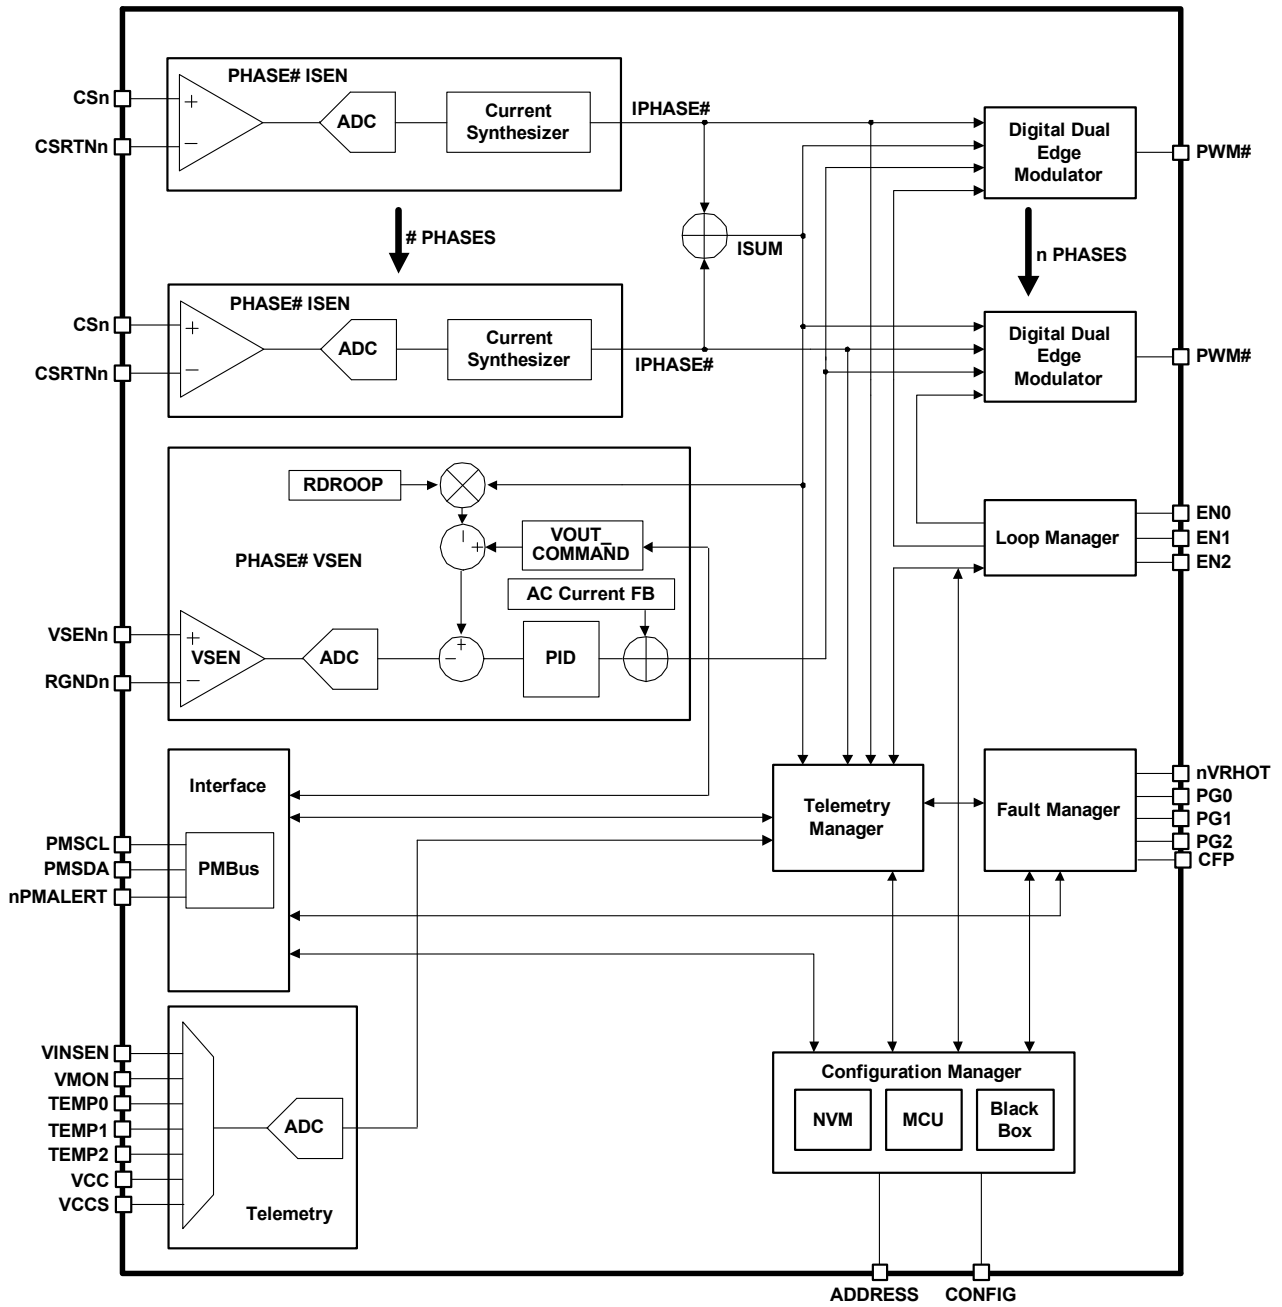 PHASE# ISEN
CSn
+
ADC
Current
Synthesizer
IPHASE#
Digital Dual
Edge
Modulator
PWM#
CSRTNn
−
# PHASES
ISUM
n PHASES
PHASE# ISEN
CSn
+
ADC
Current
Synthesizer
IPHASE#
Digital Dual
Edge
Modulator
PWM#
CSRTNn
−
RDROOP
VOUT_
COMMAND
−
+
PHASE# VSEN
AC Current FB
Loop Manager
EN0
EN1
EN2
VSENn
+
VSEN
−
ADC
+
−
PID
RGNDn
Interface
PMBus
PMSCL
PMSDA
nPMALERT
Telemetry
Manager
Fault Manager
nVRHOT
PG0
PG1
PG2
CFP
VINSEN
VMON
TEMP0
TEMP1
TEMP2
VCC
VCCS
ADC
Telemetry
Configuration Manager
NVM
MCU
Black
Box
ADDRESS
CONFIG